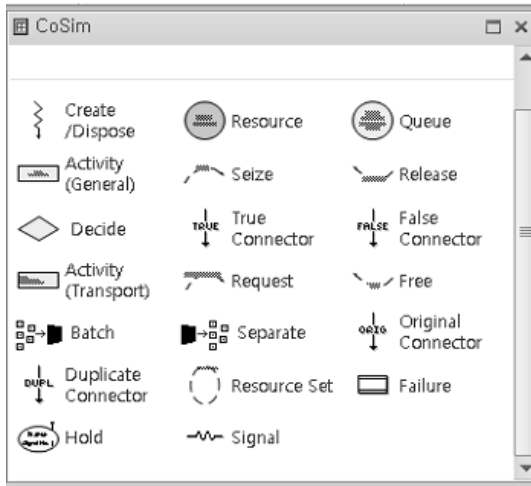 CoSim
Create
/Dispose
Resource
Queue
Activity
(General)
Seize
Release
Decide
TRUE
True
Connector
FALSE
False
Connector
Activity
(Transport)
Request
Free
Batch
Separate
ORIG
Original
Connector
DUPL
Duplicate
Connector
Resource Set
Failure
Hold
Signal